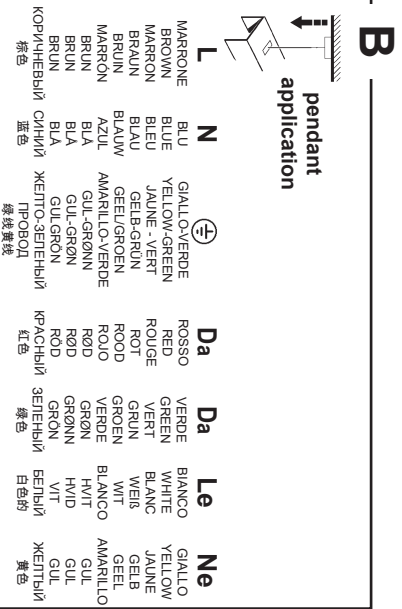 B
pendant
application
L N Da Da Le Ne
MARRONE BLU GIALLO-VERDE ROSSO VERDE BIANCO GIALLO
BROWN BLUE YELLOW-GREEN RED GREEN WHITE YELLOW
MARRON BLEU JAUNE - VERT ROUGE VERT BLANC JAUNE
BRAUN BLAU GELB-GRÜN ROT GRUN WEIß GELB
BRUIN BLAUW GEEL/GROEN ROOD GROEN WIT GEEL
MARRÓN AZUL AMARILLO-VERDE ROJO VERDE BLANCO AMARILLO
BRUN BLÅ GUL-GRØNN RØD GRØN HVIT GUL
BRUN BLÅ GUL-GRØN RØD GRØNN HVID GUL
BRUN BLÅ GULGRÖN RÖD GRÖN VIT GUL
КОРИЧНЕВЫЙ СИНИЙ ЖЕЛТО-ЗЕЛЕНЫЙ КРАСНЫЙ ЗЕЛЕНЫЙ БЕЛЫЙ ЖЕЛТЫЙ
棕色 蓝色 ПРОВОД 红色 绿色 白色的 黄色
绿线黄线